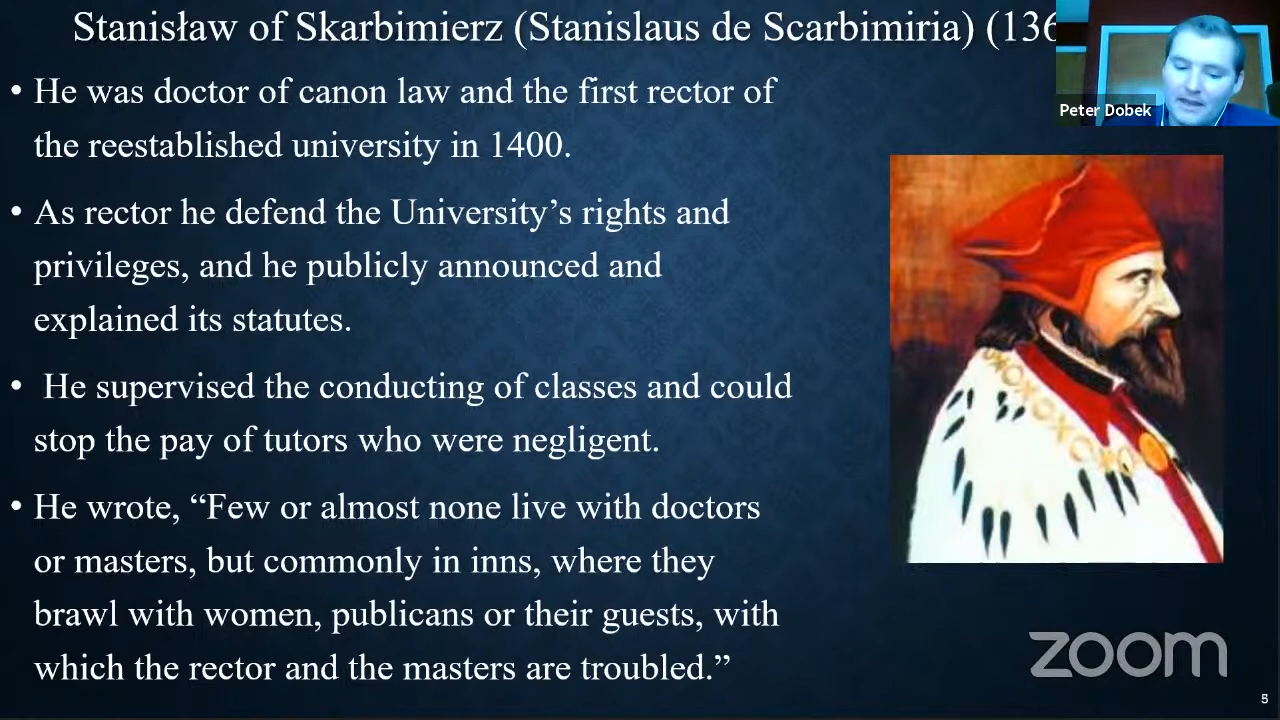 Stanisław of Skarbimierz (Stanislaus de Scarbimiria) (136
Peter Dobek
• He was doctor of canon law and the first rector of
the reestablished university in 1400.
• As rector he defend the University’s rights and
privileges, and he publicly announced and
explained its statutes.
• He supervised the conducting of classes and could
stop the pay of tutors who were negligent.
• He wrote, “Few or almost none live with doctors
or masters, but commonly in inns, where they
brawl with women, publicans or their guests, with
which the rector and the masters are troubled.”
zoom
5